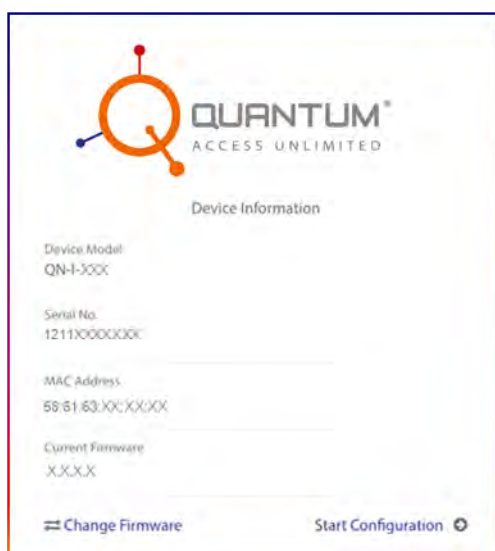 QUANTUM®
ACCESS UNLIMITED
Device Information
Device Model
QN-I-XXX
Serial No.
1211XXXXXXX
MAC Address
58:61:63:XX:XX:XX
Current Firmware
X.X.X.X
Change Firmware
Start Configuration